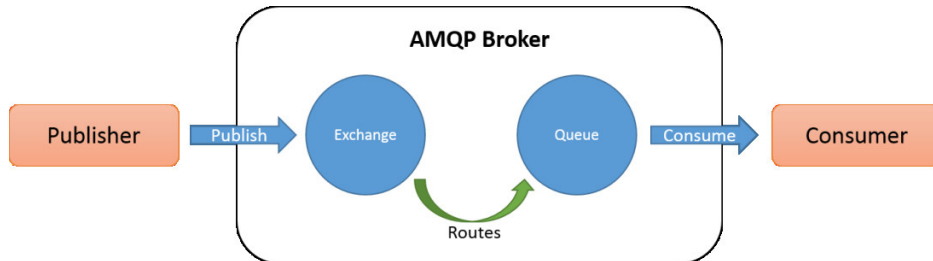 AMQP Broker
Publisher
Publish
Exchange
Queue
Consume
Consumer
Routes